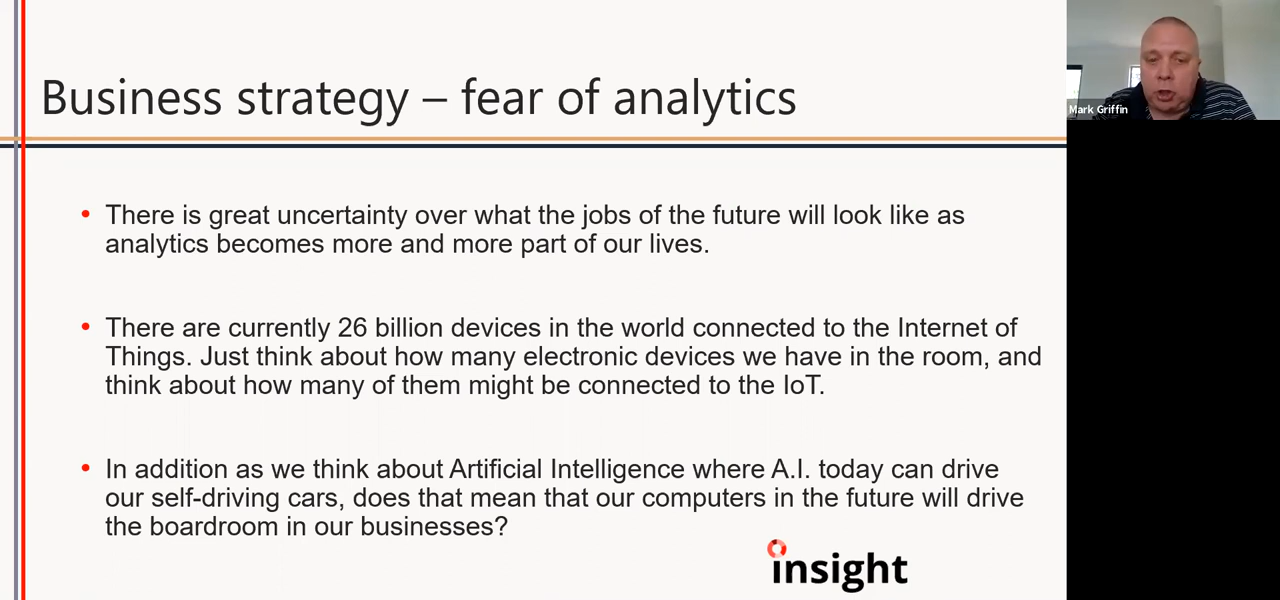 Business strategy – fear of analytics
Mark Griffin
• There is great uncertainty over what the jobs of the future will look like as
analytics becomes more and more part of our lives.
• There are currently 26 billion devices in the world connected to the Internet of
Things. Just think about how many electronic devices we have in the room, and
think about how many of them might be connected to the IoT.
• In addition as we think about Artificial Intelligence where A.I. today can drive
our self-driving cars, does that mean that our computers in the future will drive
the boardroom in our businesses?
insight